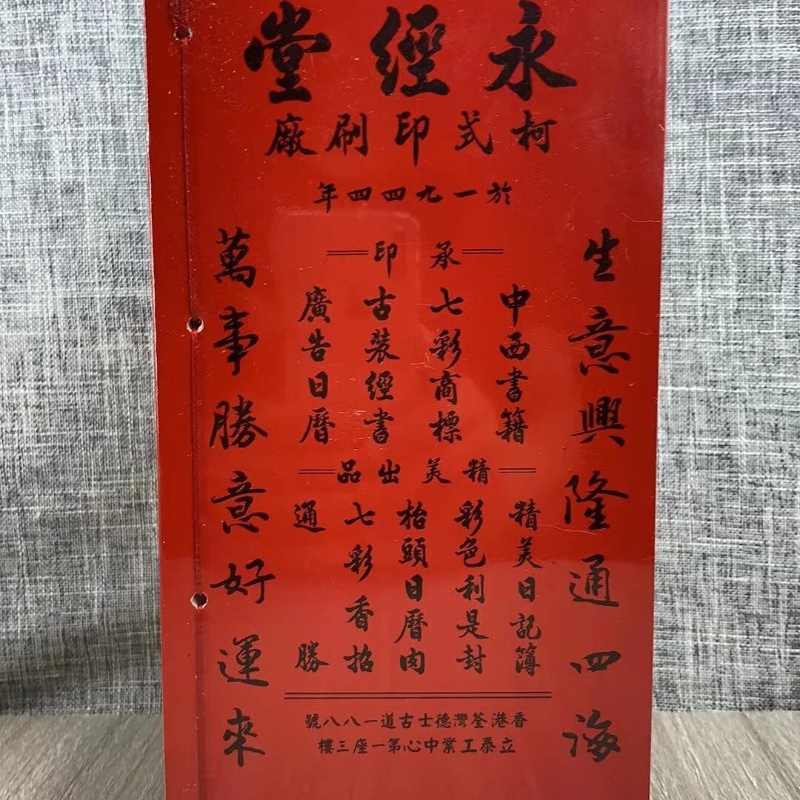 永經堂
柯式印刷廠
於一九四四年
生意興隆通四海
承印
中西書籍
七彩商標
古裝經書
廣告日曆
精美出品
精美日記簿
彩色利是封
枱頭日曆肉
七彩香招
通勝
萬事勝意好運來
香港荃灣德士古道一八八號
立泰工業中心第一座三樓